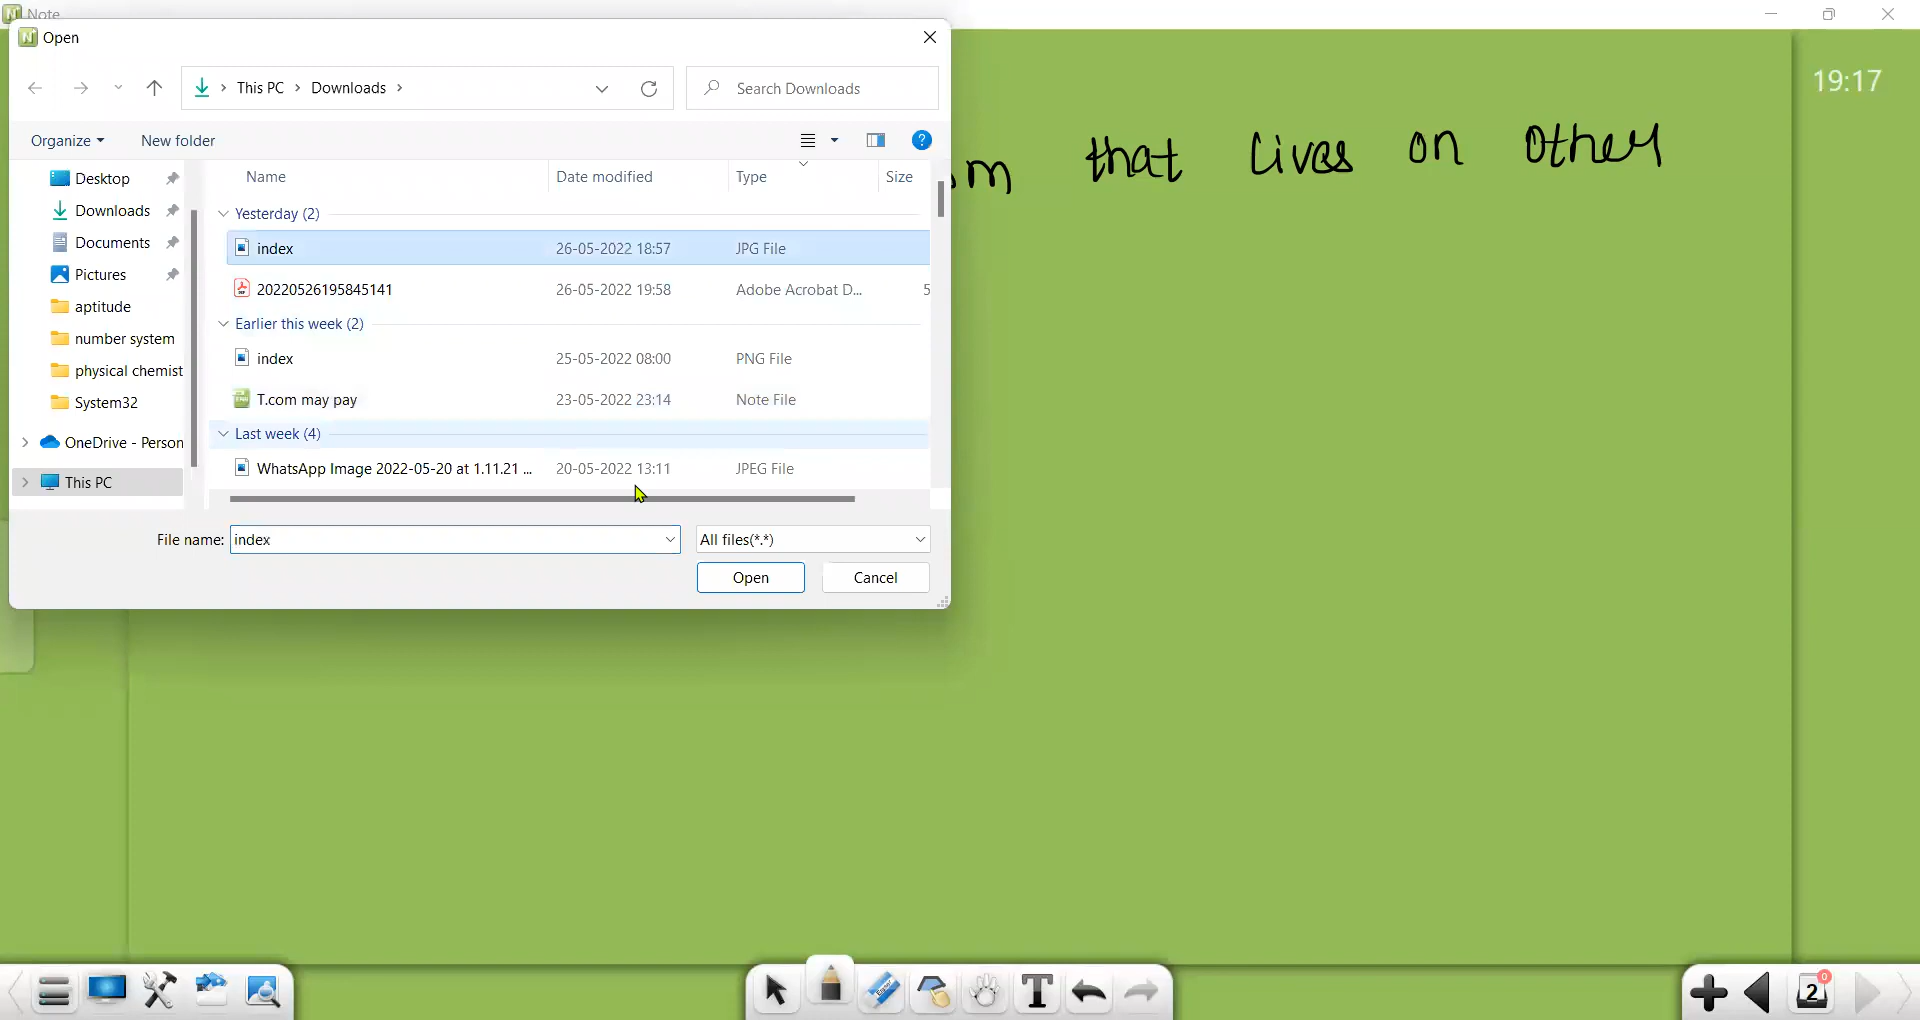 Note
Open
This PC > Downloads >
Search Downloads
19:17
that lives on other
Organize
New folder
Name Date modified Type Size
Desktop
Downloads
Documents
Pictures
aptitude
number system
physical chemist
System32
OneDrive - Person
This PC
Yesterday (2)
index 26-05-2022 18:57 JPG File
20220526195845141 26-05-2022 19:58 Adobe Acrobat D... 5
Earlier this week (2)
index 25-05-2022 08:00 PNG File
T.com may pay 23-05-2022 23:14 Note File
Last week (4)
WhatsApp Image 2022-05-20 at 1.11.21 ... 20-05-2022 13:11 JPEG File
File name: index All files(*.*)
Open Cancel
T
2 0